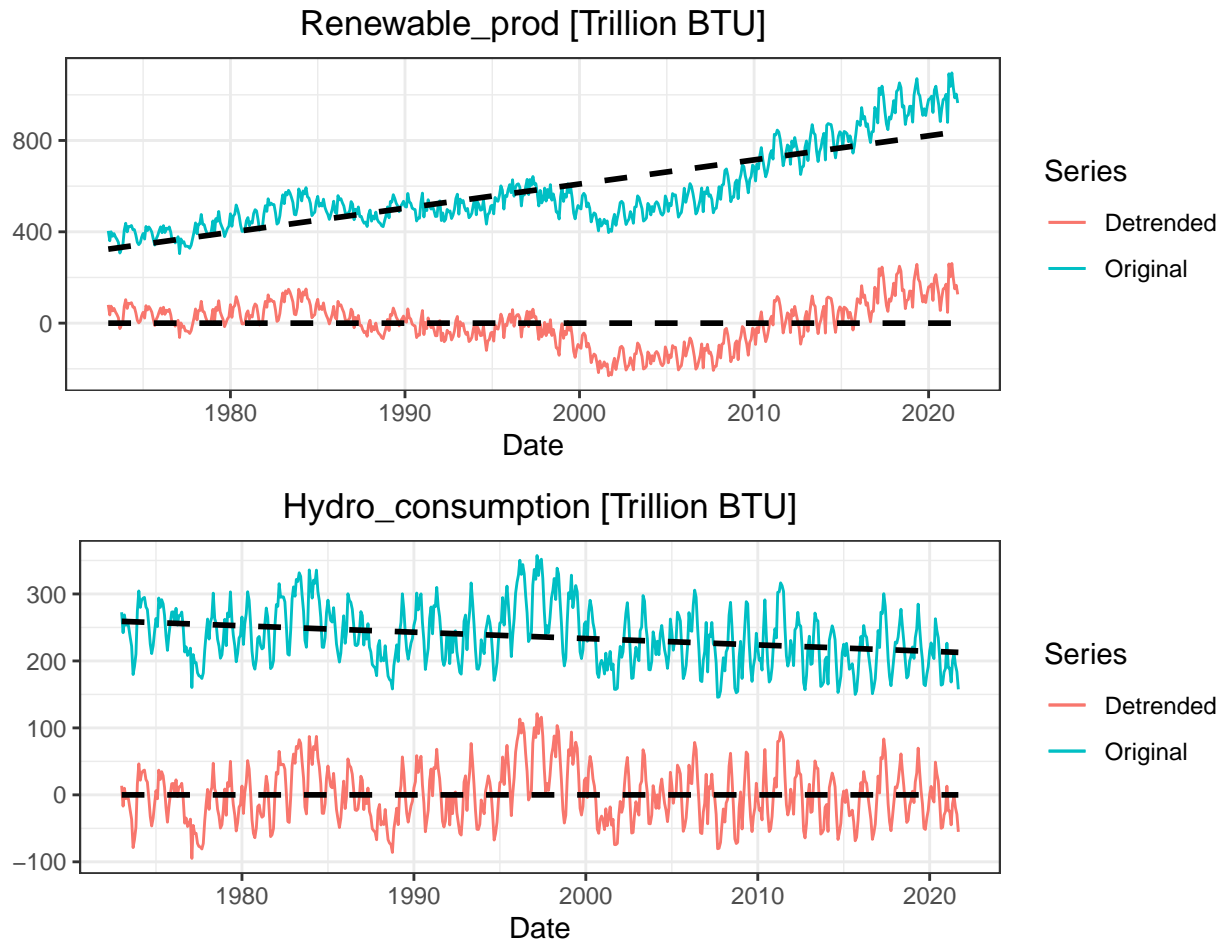 Renewable_prod [Trillion BTU]
800
400
0
1980 1990 2000 2010 2020
Date
Series
Detrended
Original
Hydro_consumption [Trillion BTU]
300
200
100
0
−100
1980 1990 2000 2010 2020
Date
Series
Detrended
Original